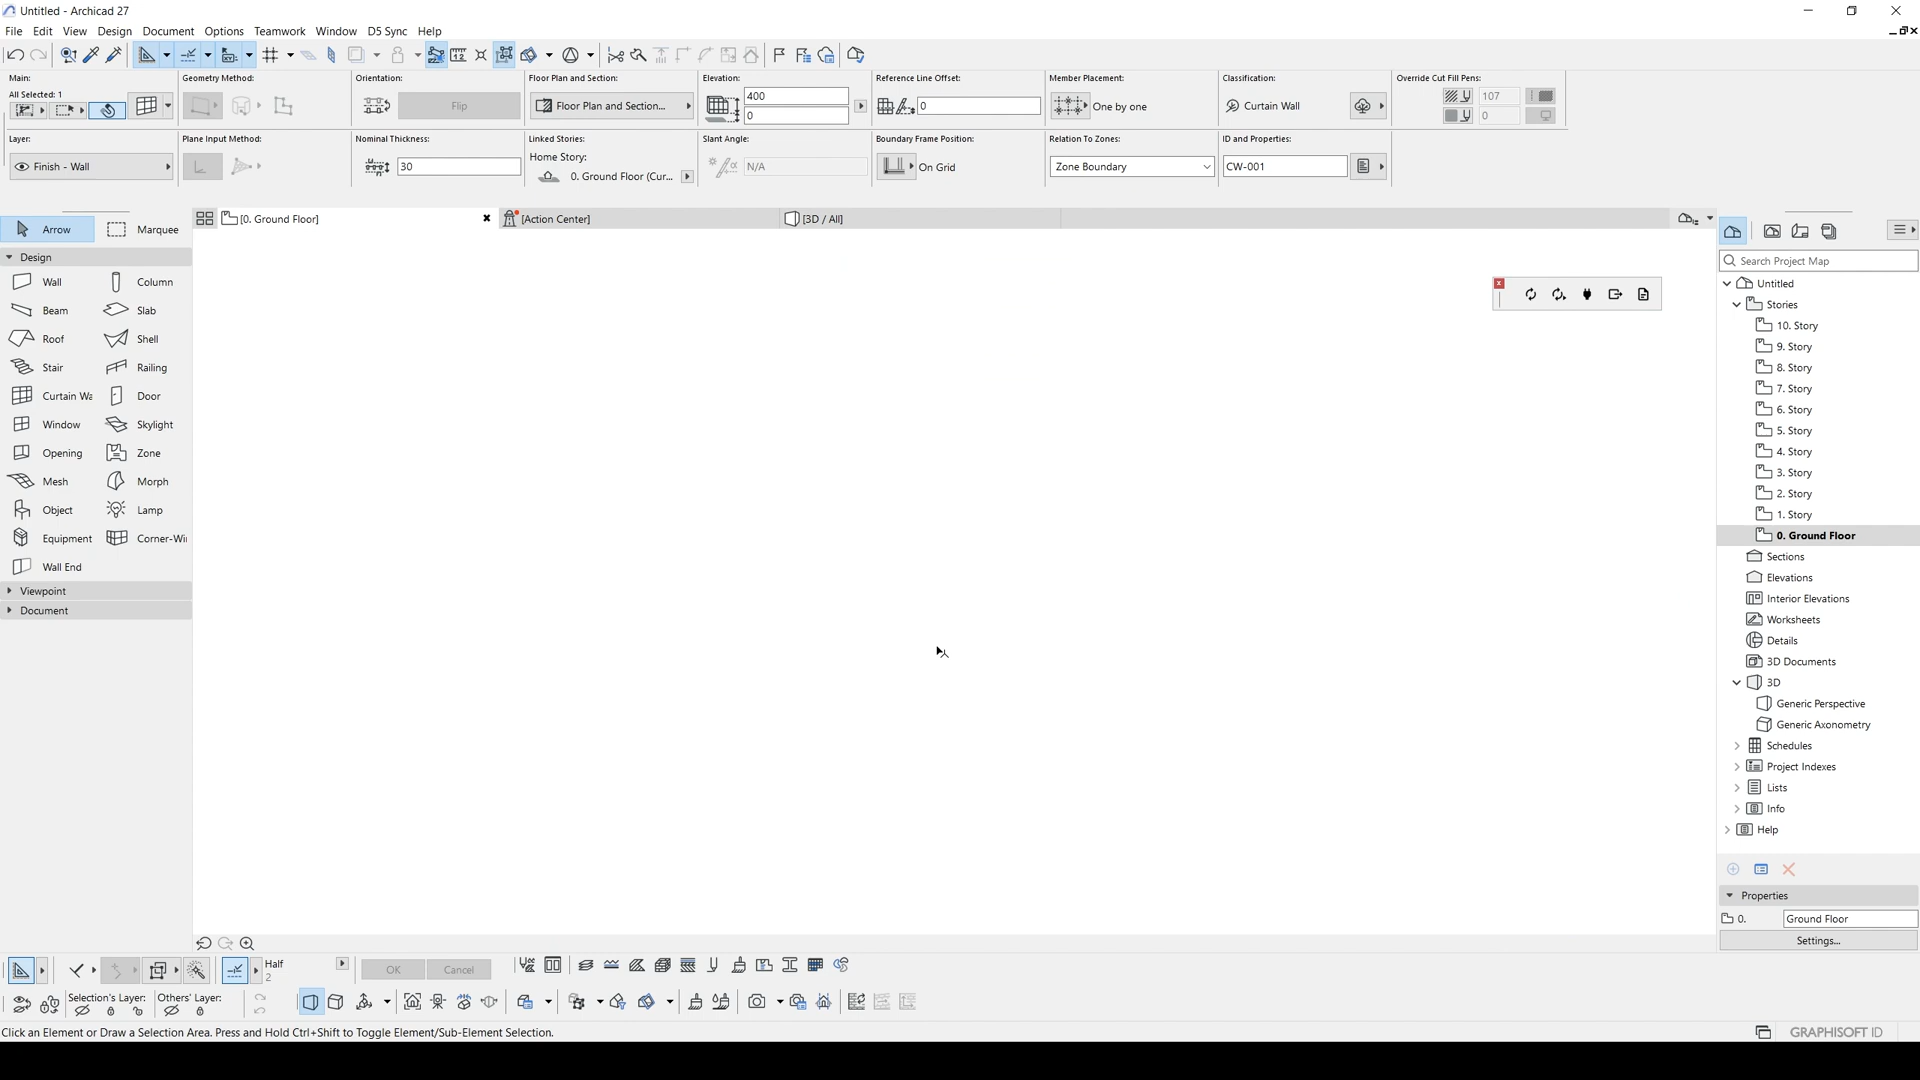 Untitled - Archicad 27
File Edit View Design Document Options Teamwork Window D5 Sync Help
Main: Geometry Method: Orientation: Floor Plan and Section: Elevation: Reference Line Offset: Member Placement: Classification: Override Cut Fill Pens:
All Selected: 1 Flip Floor Plan and Section... 400 0 One by one Curtain Wall 107
0 0
Layer: Plane Input Method: Nominal Thickness: Linked Stories: Slant Angle: Boundary Frame Position: Relation To Zones: ID and Properties:
Home Story:
Finish - Wall 30 N/A On Grid Zone Boundary CW-001
0. Ground Floor (Cur...
[0. Ground Floor] [Action Center] [3D / All]
Arrow Marquee
Design
Wall Column
Beam Slab
Roof Shell
Stair Railing
Curtain Wa Door
Window Skylight
Opening Zone
Mesh Morph
Object Lamp
Equipment Corner-Wi
Wall End
Viewpoint
Document
Search Project Map
Untitled
Stories
10. Story
9. Story
8. Story
7. Story
6. Story
5. Story
4. Story
3. Story
2. Story
1. Story
0. Ground Floor
Sections
Elevations
Interior Elevations
Worksheets
Details
3D Documents
3D
Generic Perspective
Generic Axonometry
Schedules
Project Indexes
Lists
Info
Help
Properties
0. Ground Floor
Settings...
Half
2
OK Cancel
Selection's Layer: Others' Layer:
Click an Element or Draw a Selection Area. Press and Hold Ctrl+Shift to Toggle Element/Sub-Element Selection.
GRAPHISOFT ID